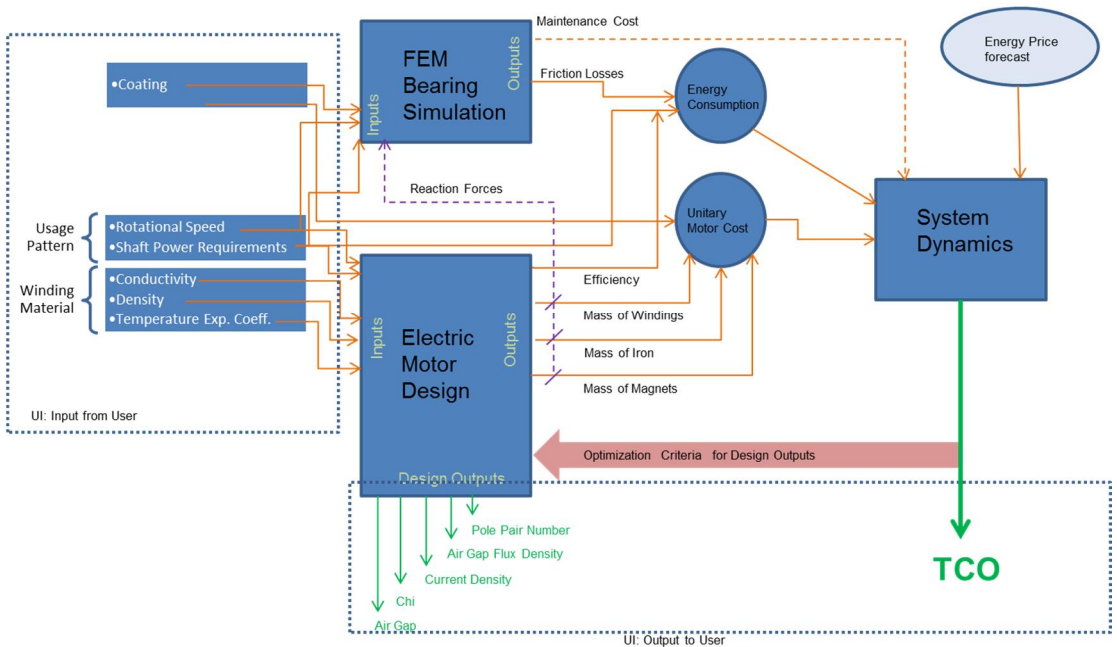 Maintenance Cost
FEM
Bearing
Simulation
Inputs
Outputs
Energy Price
forecast
•Coating
Friction Losses
Energy
Consumption
Reaction Forces
Usage
Pattern
•Rotational Speed
•Shaft Power Requirements
Unitary
Motor Cost
System
Dynamics
Winding
Material
•Conductivity
•Density
•Temperature Exp. Coeff.
Inputs
Electric
Motor
Design
Outputs
Efficiency
Mass of Windings
Mass of Iron
Mass of Magnets
UI: Input from User
Optimization Criteria for Design Outputs
Design Outputs
Pole Pair Number
Air Gap Flux Density
Current Density
Chi
Air Gap
TCO
UI: Output to User